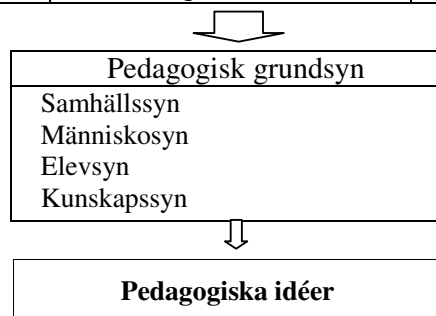 Pedagogisk grundsyn
Samhällssyn
Människosyn
Elevsyn
Kunskapssyn
Pedagogiska idéer